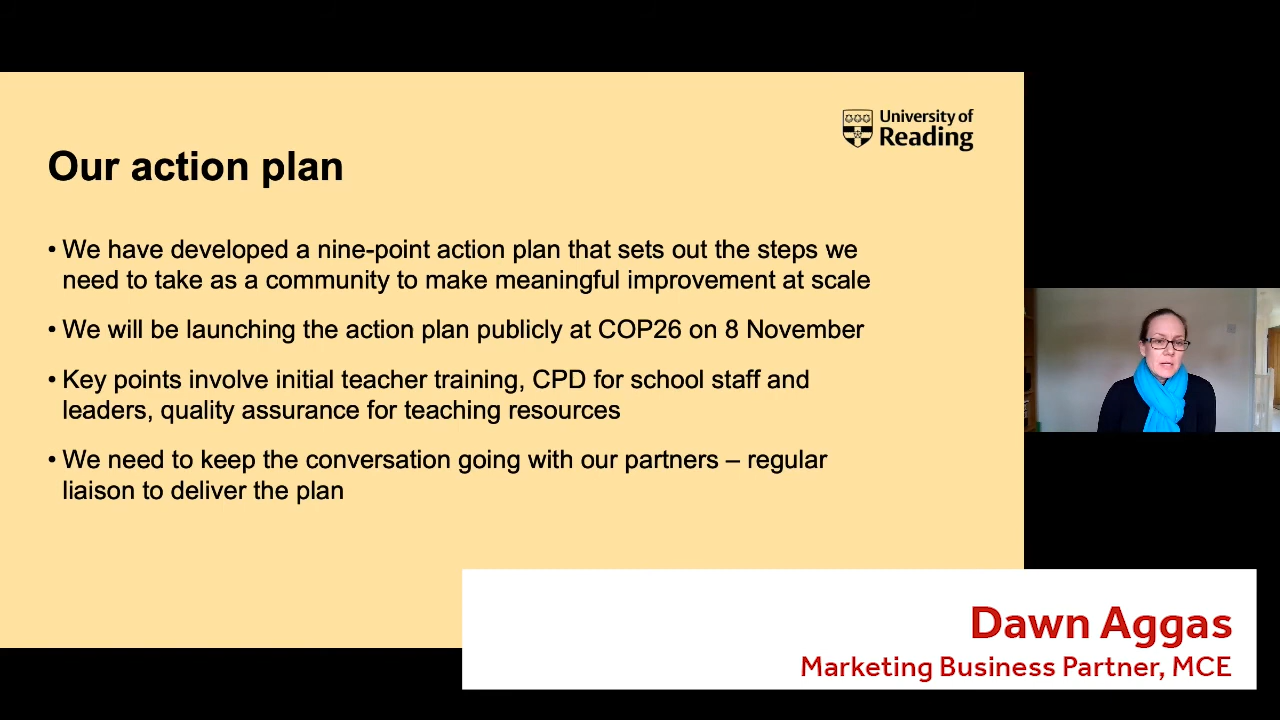 University of
Reading
Our action plan
• We have developed a nine-point action plan that sets out the steps we
need to take as a community to make meaningful improvement at scale
• We will be launching the action plan publicly at COP26 on 8 November
• Key points involve initial teacher training, CPD for school staff and
leaders, quality assurance for teaching resources
• We need to keep the conversation going with our partners – regular
liaison to deliver the plan
Dawn Aggas
Marketing Business Partner, MCE